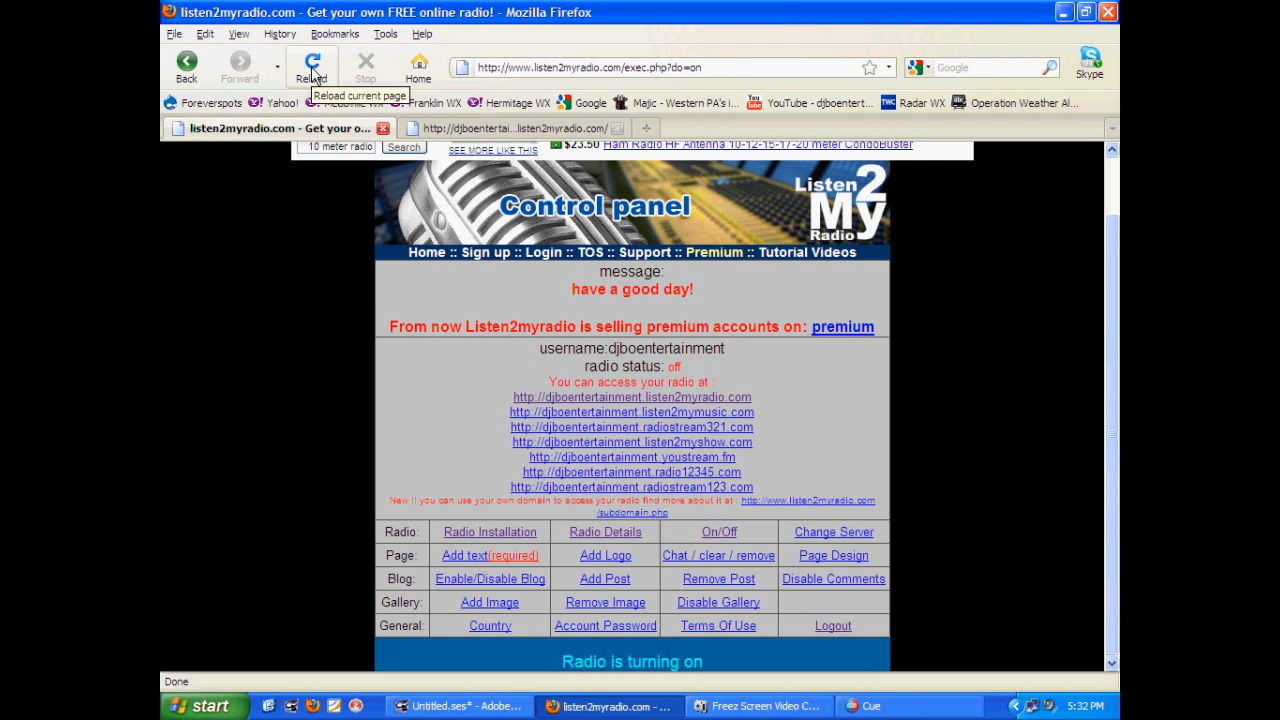 listen2myradio.com - Get your own FREE online radio! - Mozilla Firefox
File Edit View History Bookmarks Tools Help
Back Forward Reload Stop Home http://www.listen2myradio.com/exec.php?do=on Google Skype
Reload current page
Foreverspots Yahoo! Franklin WX Hermitage WX Google Majic - Western PA's i... YouTube - djboentert... Radar WX Operation Weather Al...
listen2myradio.com - Get your o... http://djboentertai...listen2myradio.com/
10 meter radio Search SEE MORE LIKE THIS $23.50 Ham Radio HF Antenna 10-12-15-17-20 meter CondoBuster
Control panel
Listen 2 My Radio
Home :: Sign up :: Login :: TOS :: Support :: Premium :: Tutorial Videos
message:
have a good day!
From now Listen2myradio is selling premium accounts on: premium
username:djboentertainment
radio status: off
You can access your radio at :
http://djboentertainment.listen2myradio.com
http://djboentertainment.listen2mymusic.com
http://djboentertainment.radiostream321.com
http://djboentertainment.listen2myshow.com
http://djboentertainment.youstream.fm
http://djboentertainment.radio12345.com
http://djboentertainment.radiostream123.com
New !! you can use your own domain to access your radio find more about it at : http://www.listen2myradio.com
/subdomain.php
Radio: Radio Installation Radio Details On/Off Change Server
Page: Add text(required) Add Logo Chat / clear / remove Page Design
Blog: Enable/Disable Blog Add Post Remove Post Disable Comments
Gallery: Add Image Remove Image Disable Gallery
General: Country Account Password Terms Of Use Logout
Radio is turning on
Done
start Untitled.ses* - Adobe... listen2myradio.com - ... Freez Screen Video C... Cue 5:32 PM